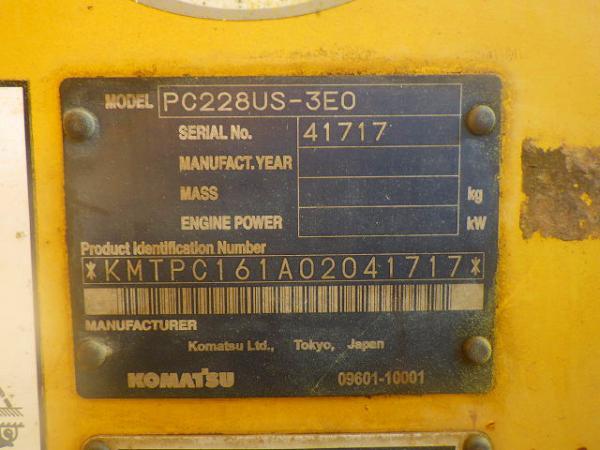 MODEL PC228US-3E0
SERIAL No. 41717
MANUFACT.YEAR
MASS kg
ENGINE POWER kW
Product Identification Number
*KMTPC161A02041717*
MANUFACTURER
Komatsu Ltd., Tokyo, Japan
KOMATSU 09601-10001